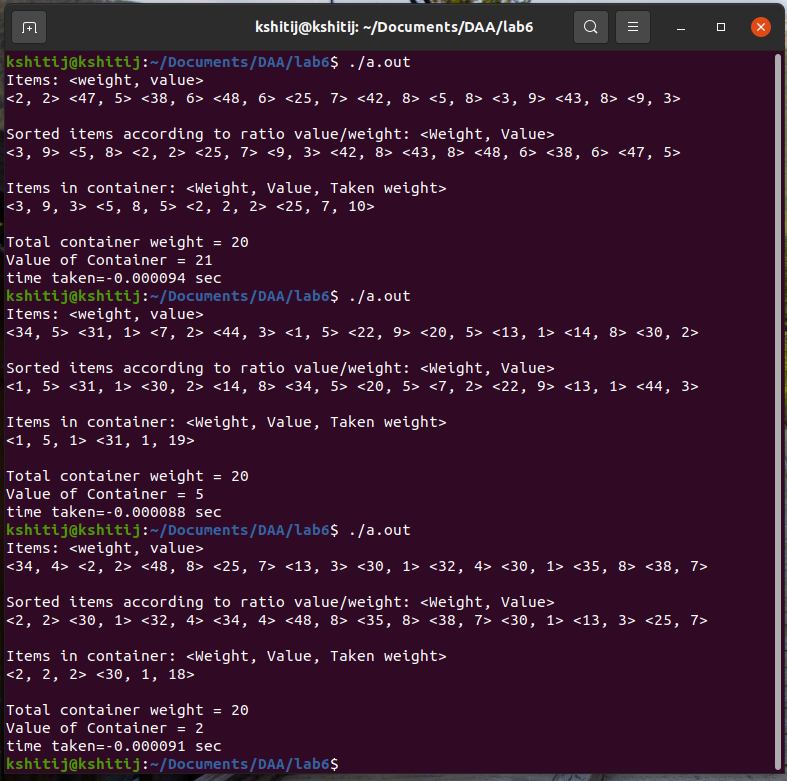 kshitij@kshitij: ~/Documents/DAA/lab6
kshitij@kshitij:~/Documents/DAA/lab6$ ./a.out
Items: <weight, value>
<2, 2> <47, 5> <38, 6> <48, 6> <25, 7> <42, 8> <5, 8> <3, 9> <43, 8> <9, 3>
Sorted items according to ratio value/weight: <Weight, Value>
<3, 9> <5, 8> <2, 2> <25, 7> <9, 3> <42, 8> <43, 8> <48, 6> <38, 6> <47, 5>
Items in container: <Weight, Value, Taken weight>
<3, 9, 3> <5, 8, 5> <2, 2, 2> <25, 7, 10>
Total container weight = 20
Value of Container = 21
time taken=-0.000094 sec
kshitij@kshitij:~/Documents/DAA/lab6$ ./a.out
Items: <weight, value>
<34, 5> <31, 1> <7, 2> <44, 3> <1, 5> <22, 9> <20, 5> <13, 1> <14, 8> <30, 2>
Sorted items according to ratio value/weight: <Weight, Value>
<1, 5> <31, 1> <30, 2> <14, 8> <34, 5> <20, 5> <7, 2> <22, 9> <13, 1> <44, 3>
Items in container: <Weight, Value, Taken weight>
<1, 5, 1> <31, 1, 19>
Total container weight = 20
Value of Container = 5
time taken=-0.000088 sec
kshitij@kshitij:~/Documents/DAA/lab6$ ./a.out
Items: <weight, value>
<34, 4> <2, 2> <48, 8> <25, 7> <13, 3> <30, 1> <32, 4> <30, 1> <35, 8> <38, 7>
Sorted items according to ratio value/weight: <Weight, Value>
<2, 2> <30, 1> <32, 4> <34, 4> <48, 8> <35, 8> <38, 7> <30, 1> <13, 3> <25, 7>
Items in container: <Weight, Value, Taken weight>
<2, 2, 2> <30, 1, 18>
Total container weight = 20
Value of Container = 2
time taken=-0.000091 sec
kshitij@kshitij:~/Documents/DAA/lab6$